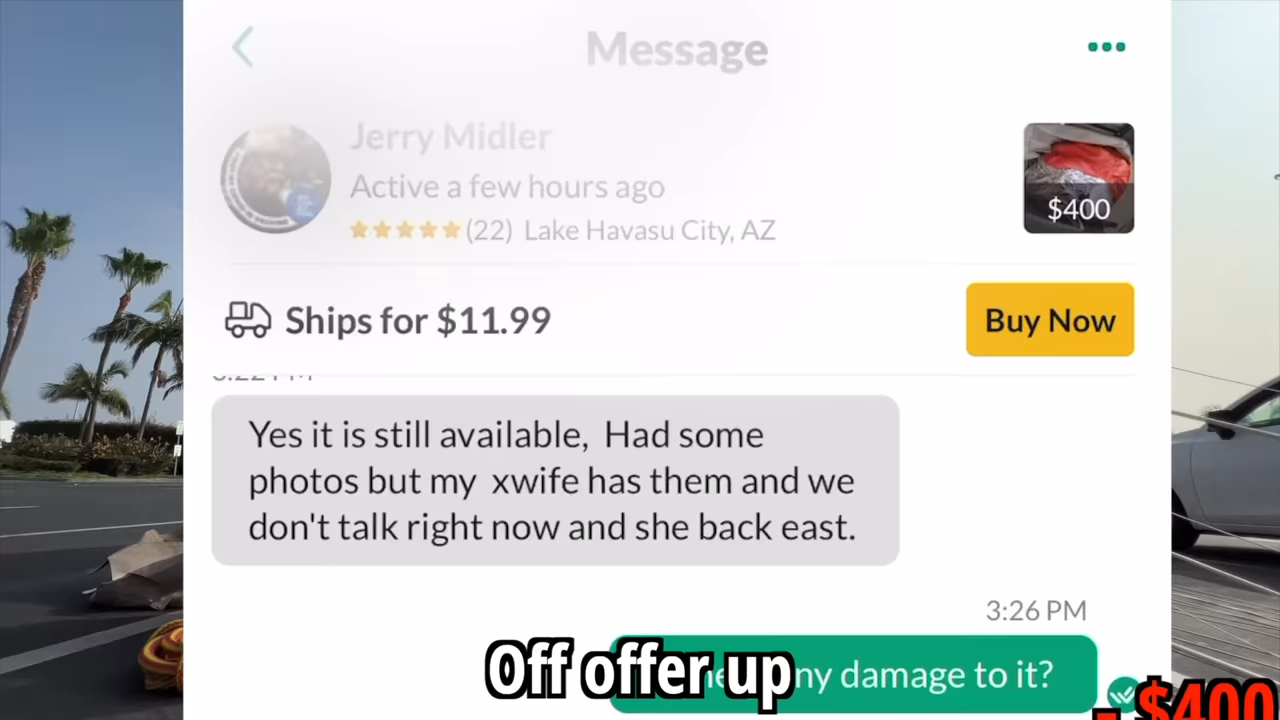 Message
Jerry Midler
Active a few hours ago
(22) Lake Havasu City, AZ
$400
Ships for $11.99
Buy Now
Yes it is still available, Had some
photos but my xwife has them and we
don't talk right now and she back east.
3:26 PM
any damage to it?
Off offer up
- $400